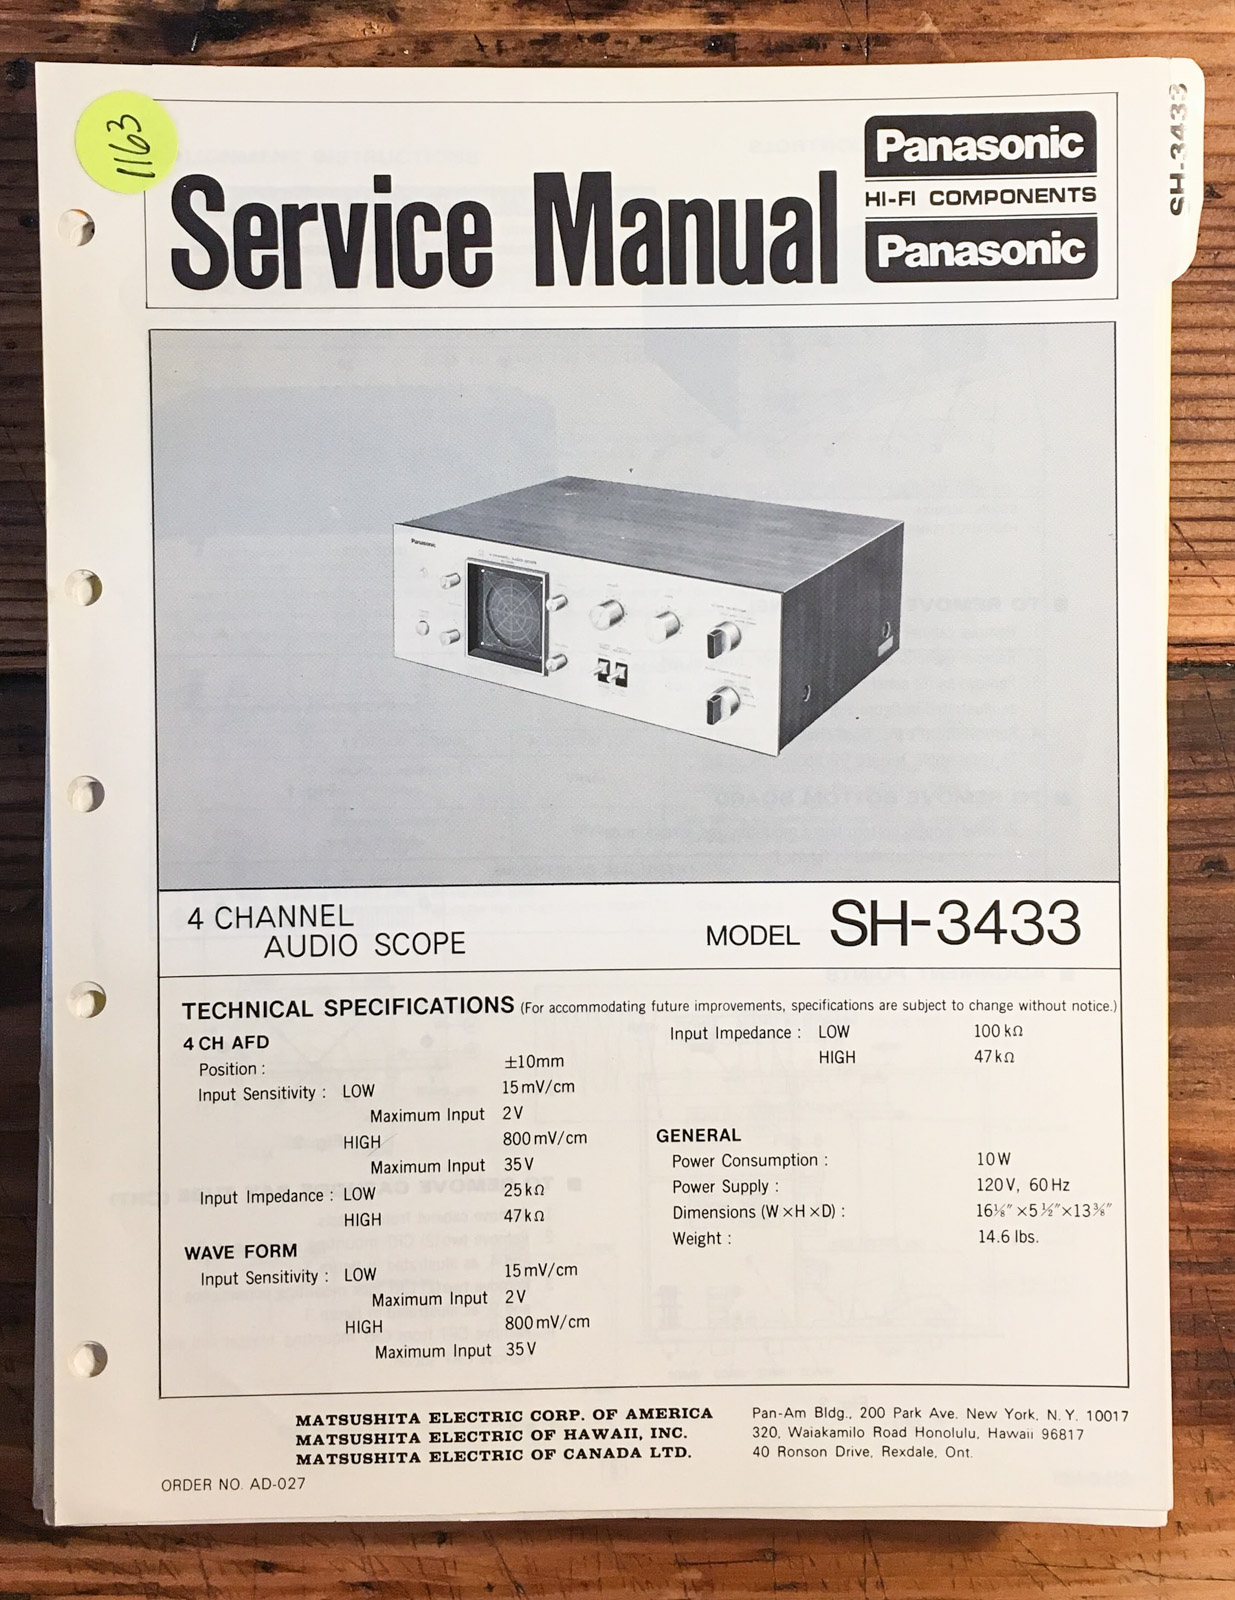 1163
SH-3433
Service Manual
Panasonic
HI-FI COMPONENTS
Panasonic
Panasonic
4 CHANNEL
AUDIO SCOPE
MODEL SH-3433
TECHNICAL SPECIFICATIONS (For accommodating future improvements, specifications are subject to change without notice.)
4 CH AFD
Position : ±10mm
Input Sensitivity : LOW 15mV/cm
Maximum Input 2V
HIGH 800mV/cm
Maximum Input 35V
Input Impedance : LOW 25kΩ
HIGH 47kΩ
WAVE FORM
Input Sensitivity : LOW 15mV/cm
Maximum Input 2V
HIGH 800mV/cm
Maximum Input 35V
Input Impedance : LOW 100kΩ
HIGH 47kΩ
GENERAL
Power Consumption : 10W
Power Supply : 120V, 60Hz
Dimensions (W×H×D) : 16⅛″×5½″×13⅜″
Weight : 14.6 lbs.
MATSUSHITA ELECTRIC CORP. OF AMERICA Pan-Am Bldg., 200 Park Ave. New York, N.Y. 10017
MATSUSHITA ELECTRIC OF HAWAII, INC. 320, Waiakamilo Road Honolulu, Hawaii 96817
MATSUSHITA ELECTRIC OF CANADA LTD. 40 Ronson Drive, Rexdale, Ont.
ORDER NO. AD-027